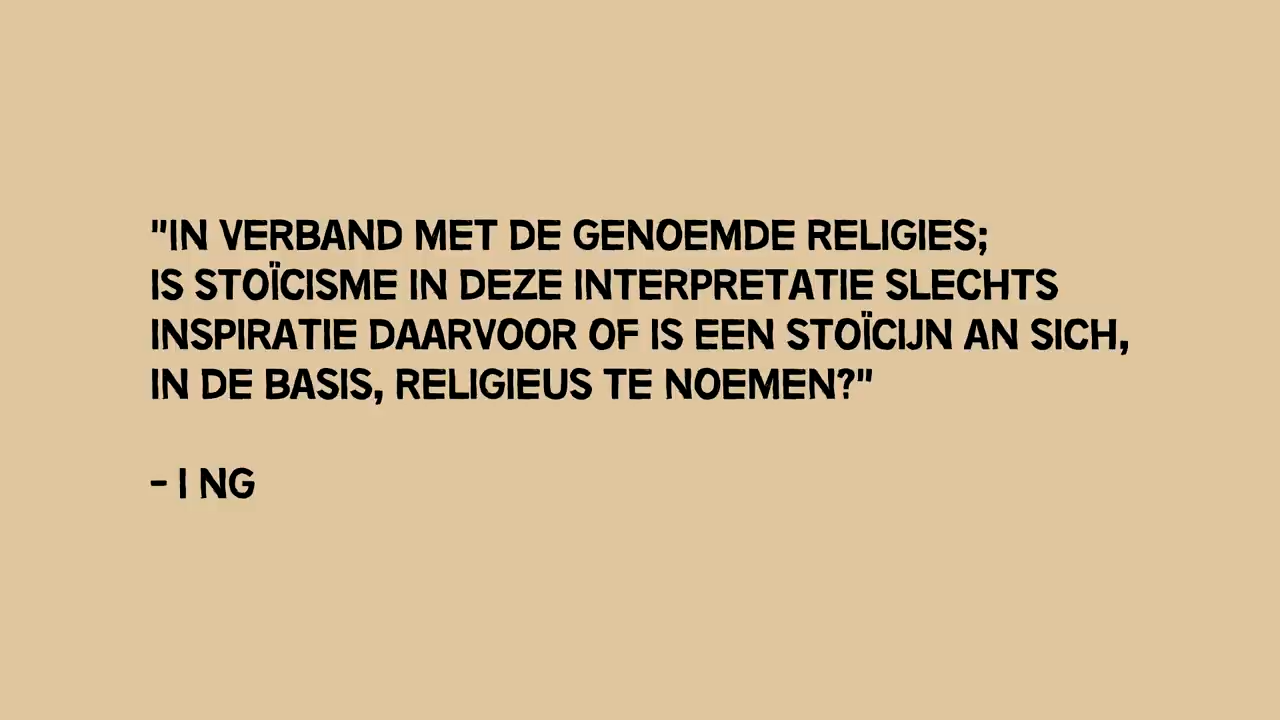 "IN VERBAND MET DE GENOEMDE RELIGIES;
IS STOÏCISME IN DEZE INTERPRETATIE SLECHTS
INSPIRATIE DAARVOOR OF IS EEN STOÏCIJN AN SICH,
IN DE BASIS, RELIGIEUS TE NOEMEN?"
- I NG